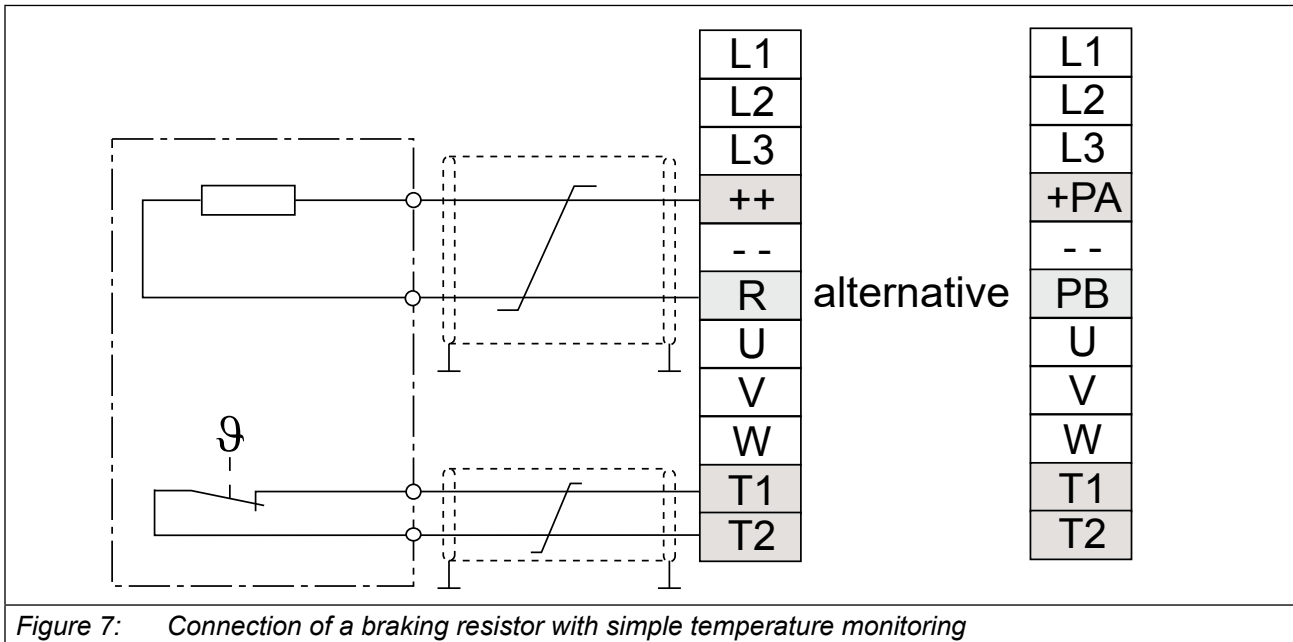 L1
L2
L3
++
- -
R
U
V
W
T1
T2
alternative
L1
L2
L3
+PA
- -
PB
U
V
W
T1
T2
ϑ
Figure 7: Connection of a braking resistor with simple temperature monitoring